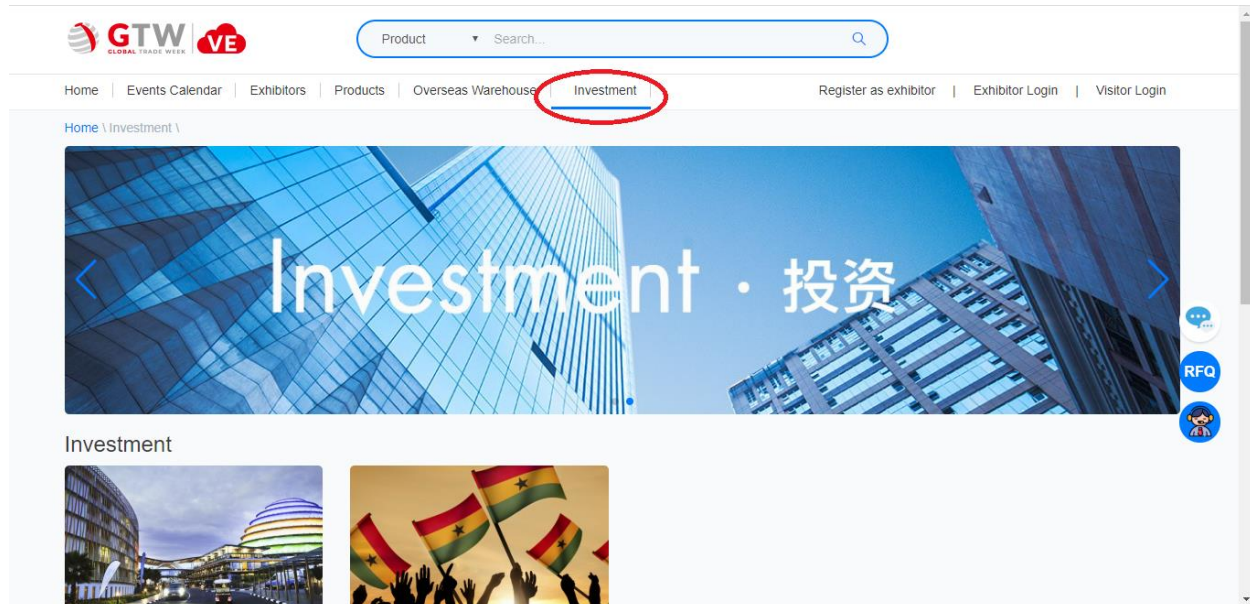 GTW VE
GLOBAL TRADE WEEK
Product ▾ Search...
Home | Events Calendar | Exhibitors | Products | Overseas Warehouse | Investment | Register as exhibitor | Exhibitor Login | Visitor Login
Home \ Investment \
Investment · 投资
RFQ
Investment